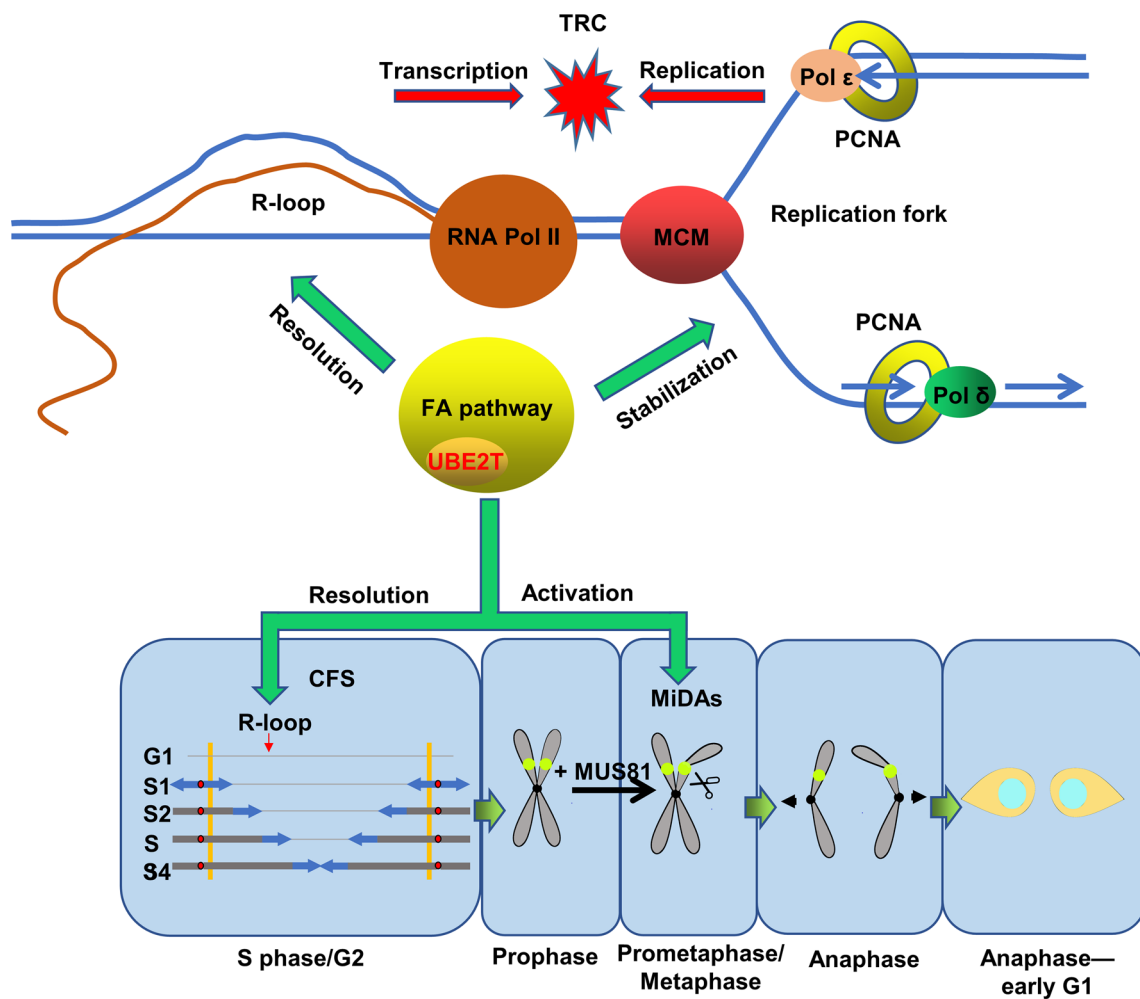 TRC
Transcription
Replication
Pol ε
PCNA
R-loop
RNA Pol II
MCM
Replication fork
Resolution
Stabilization
PCNA
Pol δ
FA pathway
UBE2T
Resolution
Activation
CFS
R-loop
G1
S1
S2
S
S4
+ MUS81
MiDAs
S phase/G2
Prophase
Prometaphase/
Metaphase
Anaphase
Anaphase—
early G1